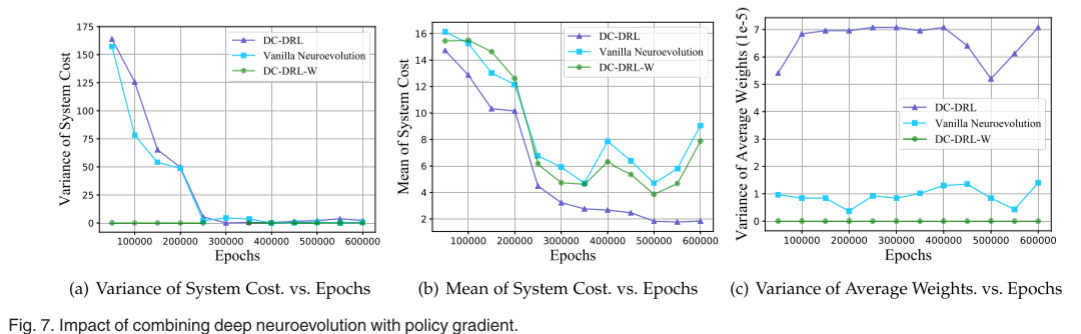 175
150
125
100
75
50
25
0
Variance of System Cost
DC-DRL
Vanilla Neuroevolution
DC-DRL-W
100000 200000 300000 400000 500000 600000
Epochs
(a) Variance of System Cost. vs. Epochs
16
14
12
10
8
6
4
2
Mean of System Cost
DC-DRL
Vanilla Neuroevolution
DC-DRL-W
100000 200000 300000 400000 500000 600000
Epochs
(b) Mean of System Cost. vs. Epochs
7
6
5
4
3
2
1
0
Variance of Average Weights (1e-5)
DC-DRL
Vanilla Neuroevolution
DC-DRL-W
100000 200000 300000 400000 500000 600000
Epochs
(c) Variance of Average Weights. vs. Epochs
Fig. 7. Impact of combining deep neuroevolution with policy gradient.